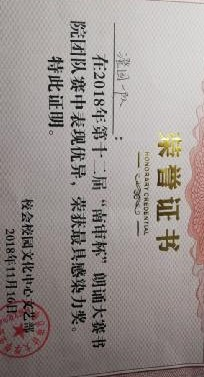 荣誉证书
HONORARY CREDENTIAL
在2018年第十二届“南审杯”朗诵大赛书
院团队赛中表现优异，荣获最具感染力奖。
特此证明。
校会校园文化中心文艺部
2018年11月16日